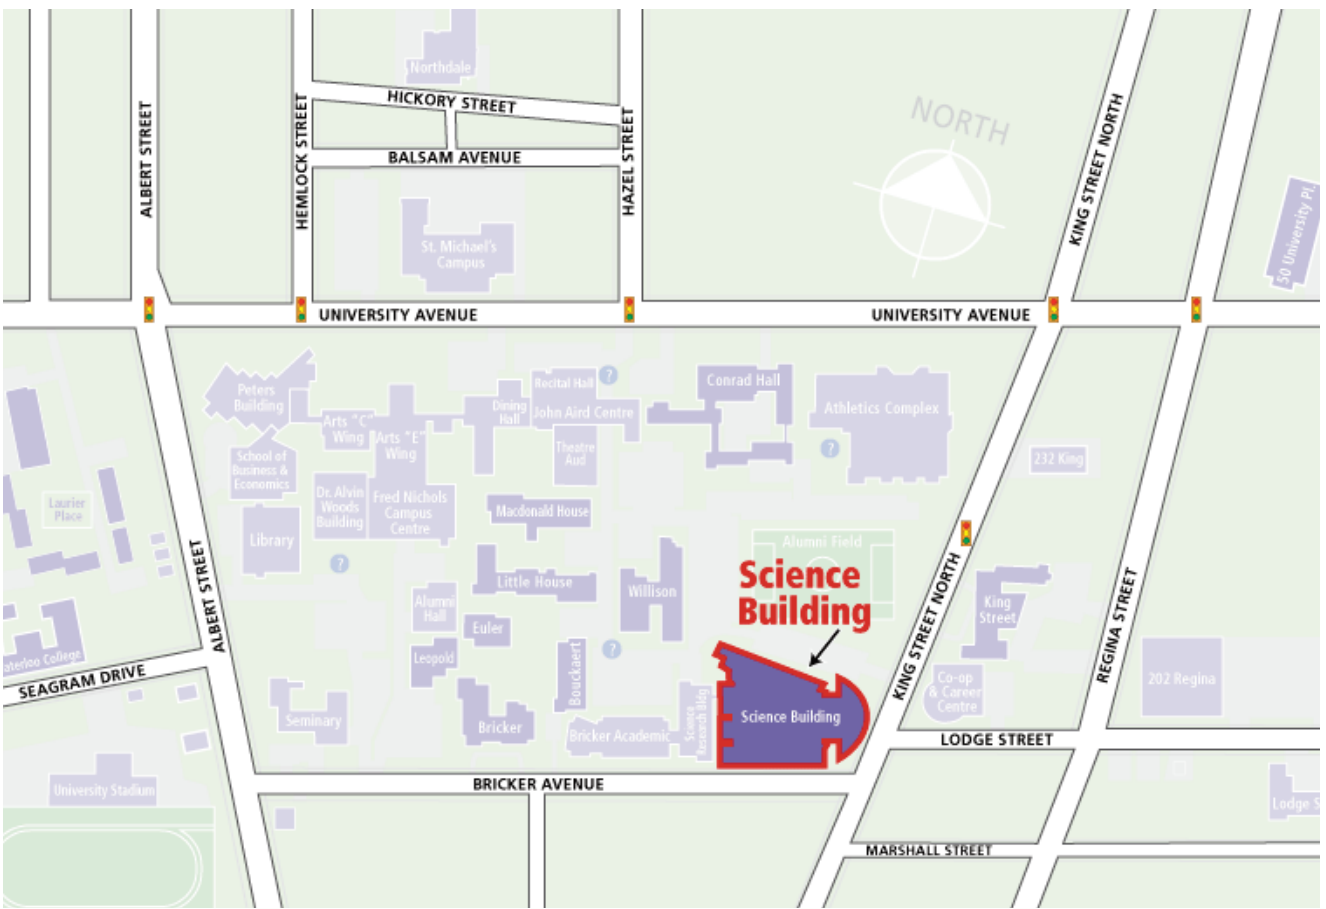 Northdale
HICKORY STREET
BALSAM AVENUE
ALBERT STREET
HEMLOCK STREET
HAZEL STREET
NORTH
KING STREET NORTH
50 University Pl.
St. Michael's
Campus
UNIVERSITY AVENUE
UNIVERSITY AVENUE
Peters
Building
Arts "C"
Wing
Arts "E"
Wing
Dining
Hall
Recital Hall
?
John Aird Centre
Theatre
Aud
Conrad Hall
Athletics Complex
?
232 King
School of
Business &
Economics
Dr. Alvin
Woods
Building
Fred Nichols
Campus
Centre
Macdonald House
Laurier
Place
Library
?
Little House
Willison
Alumni Field
Science
Building
Alumni
Hall
Euler
Leopold
Bouckaert
?
King
Street
KING STREET NORTH
REGINA STREET
ALBERT STREET
aterloo College
SEAGRAM DRIVE
Seminary
Bricker
Bricker Academic
Science
Research Bldg
Science Building
Co-op
& Career
Centre
202 Regina
LODGE STREET
University Stadium
BRICKER AVENUE
Lodge S
MARSHALL STREET